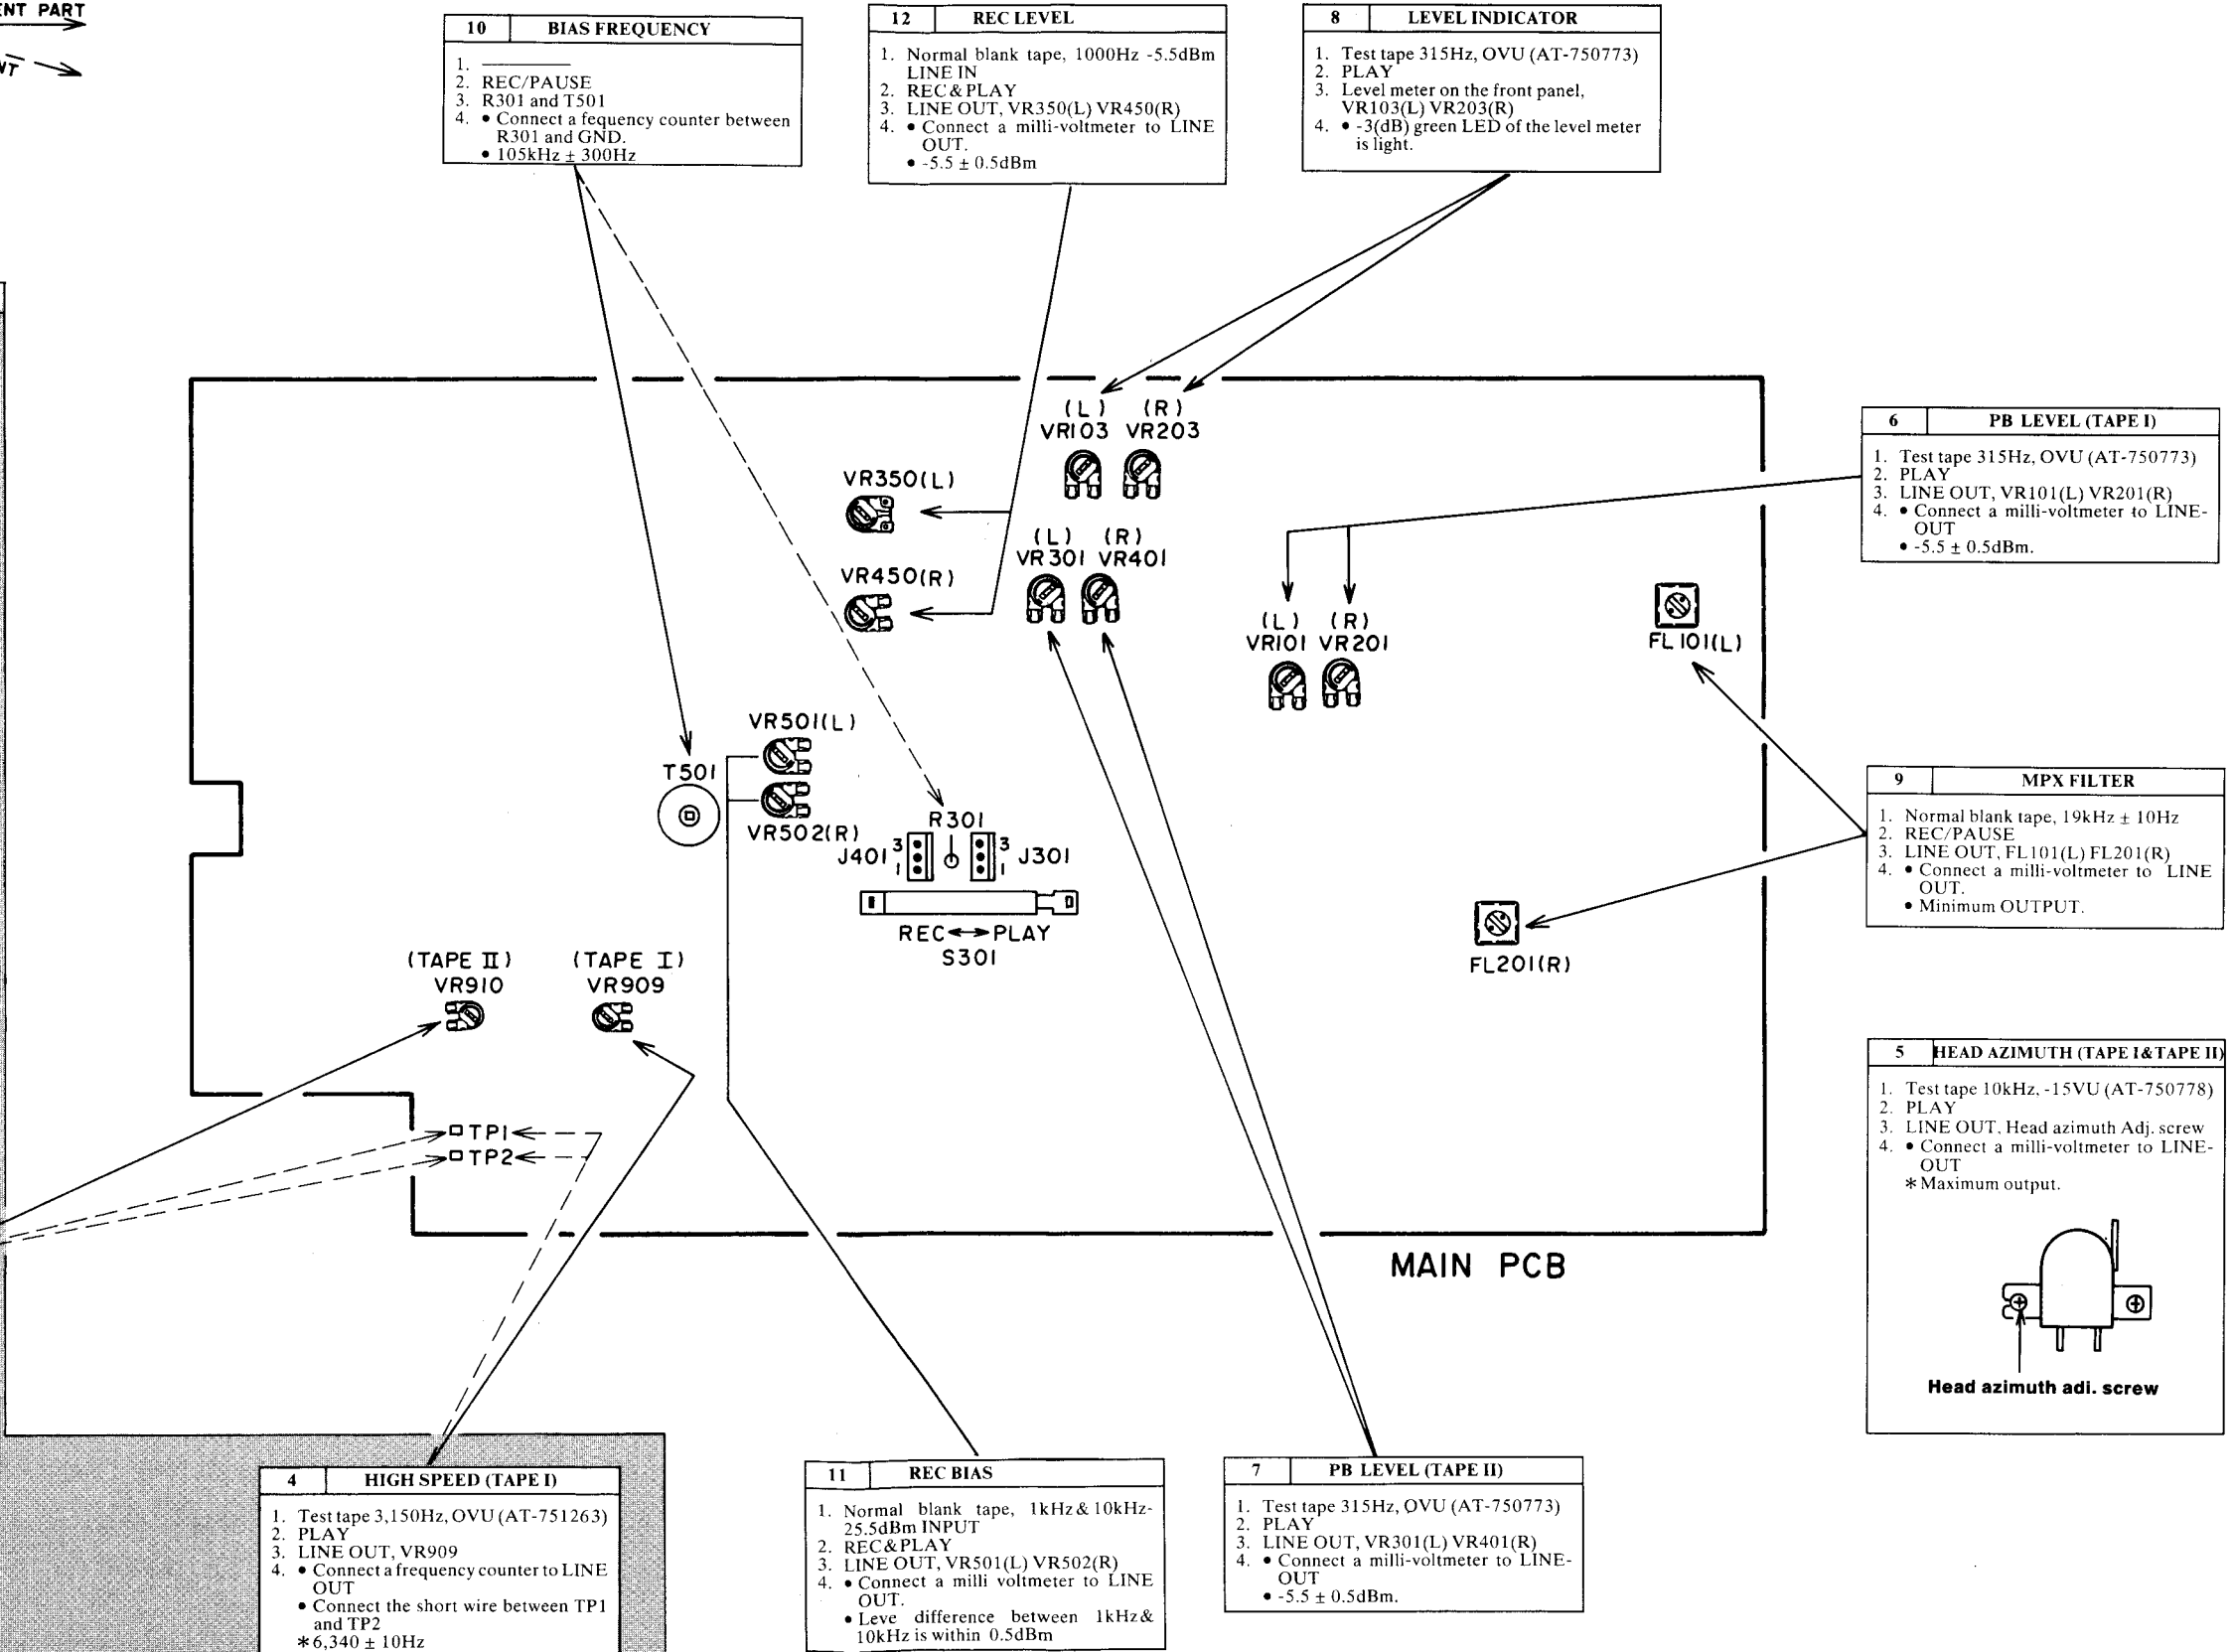 ENT PART
NT
10 BIAS FREQUENCY
1.
2. REC/PAUSE
3. R301 and T501
4. • Connect a fequency counter between
R301 and GND.
• 105kHz ± 300Hz
12 REC LEVEL
1. Normal blank tape, 1000Hz -5.5dBm
LINE IN
2. REC&PLAY
3. LINE OUT, VR350(L) VR450(R)
4. • Connect a milli-voltmeter to LINE
OUT.
• -5.5 ± 0.5dBm
8 LEVEL INDICATOR
1. Test tape 315Hz, OVU (AT-750773)
2. PLAY
3. Level meter on the front panel,
VR103(L) VR203(R)
4. • -3(dB) green LED of the level meter
is light.
(L) (R)
VR103 VR203
VR350(L)
(L) (R)
VR301 VR401
VR450(R)
6 PB LEVEL (TAPE I)
1. Test tape 315Hz, OVU (AT-750773)
2. PLAY
3. LINE OUT, VR101(L) VR201(R)
4. • Connect a milli-voltmeter to LINE-
OUT
• -5.5 ± 0.5dBm.
(L) (R)
VR101 VR201
FL101(L)
VR501(L)
T501
VR502(R)
R301
J401 3 1
3 1 J301
REC↔PLAY
S301
9 MPX FILTER
1. Normal blank tape, 19kHz ± 10Hz
2. REC/PAUSE
3. LINE OUT, FL101(L) FL201(R)
4. • Connect a milli-voltmeter to LINE
OUT.
• Minimum OUTPUT.
FL201(R)
(TAPE II) (TAPE I)
VR910 VR909
TP1
TP2
MAIN PCB
5 HEAD AZIMUTH (TAPE I&TAPE II)
1. Test tape 10kHz, -15VU (AT-750778)
2. PLAY
3. LINE OUT, Head azimuth Adj. screw
4. • Connect a milli-voltmeter to LINE-
OUT
* Maximum output.
Head azimuth adi. screw
4 HIGH SPEED (TAPE I)
1. Test tape 3,150Hz, OVU (AT-751263)
2. PLAY
3. LINE OUT, VR909
4. • Connect a frequency counter to LINE
OUT
• Connect the short wire between TP1
and TP2
* 6,340 ± 10Hz
11 REC BIAS
1. Normal blank tape, 1kHz & 10kHz-
25.5dBm INPUT
2. REC&PLAY
3. LINE OUT, VR501(L) VR502(R)
4. • Connect a milli voltmeter to LINE
OUT.
• Leve difference between 1kHz &
10kHz is within 0.5dBm
7 PB LEVEL (TAPE II)
1. Test tape 315Hz, OVU (AT-750773)
2. PLAY
3. LINE OUT, VR301(L) VR401(R)
4. • Connect a milli-voltmeter to LINE-
OUT
• -5.5 ± 0.5dBm.